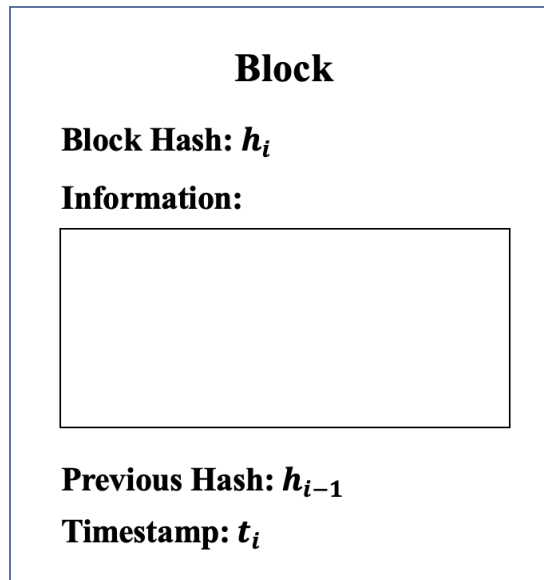 Block
Block Hash: hᵢ
Information:
Previous Hash: hᵢ₋₁
Timestamp: tᵢ